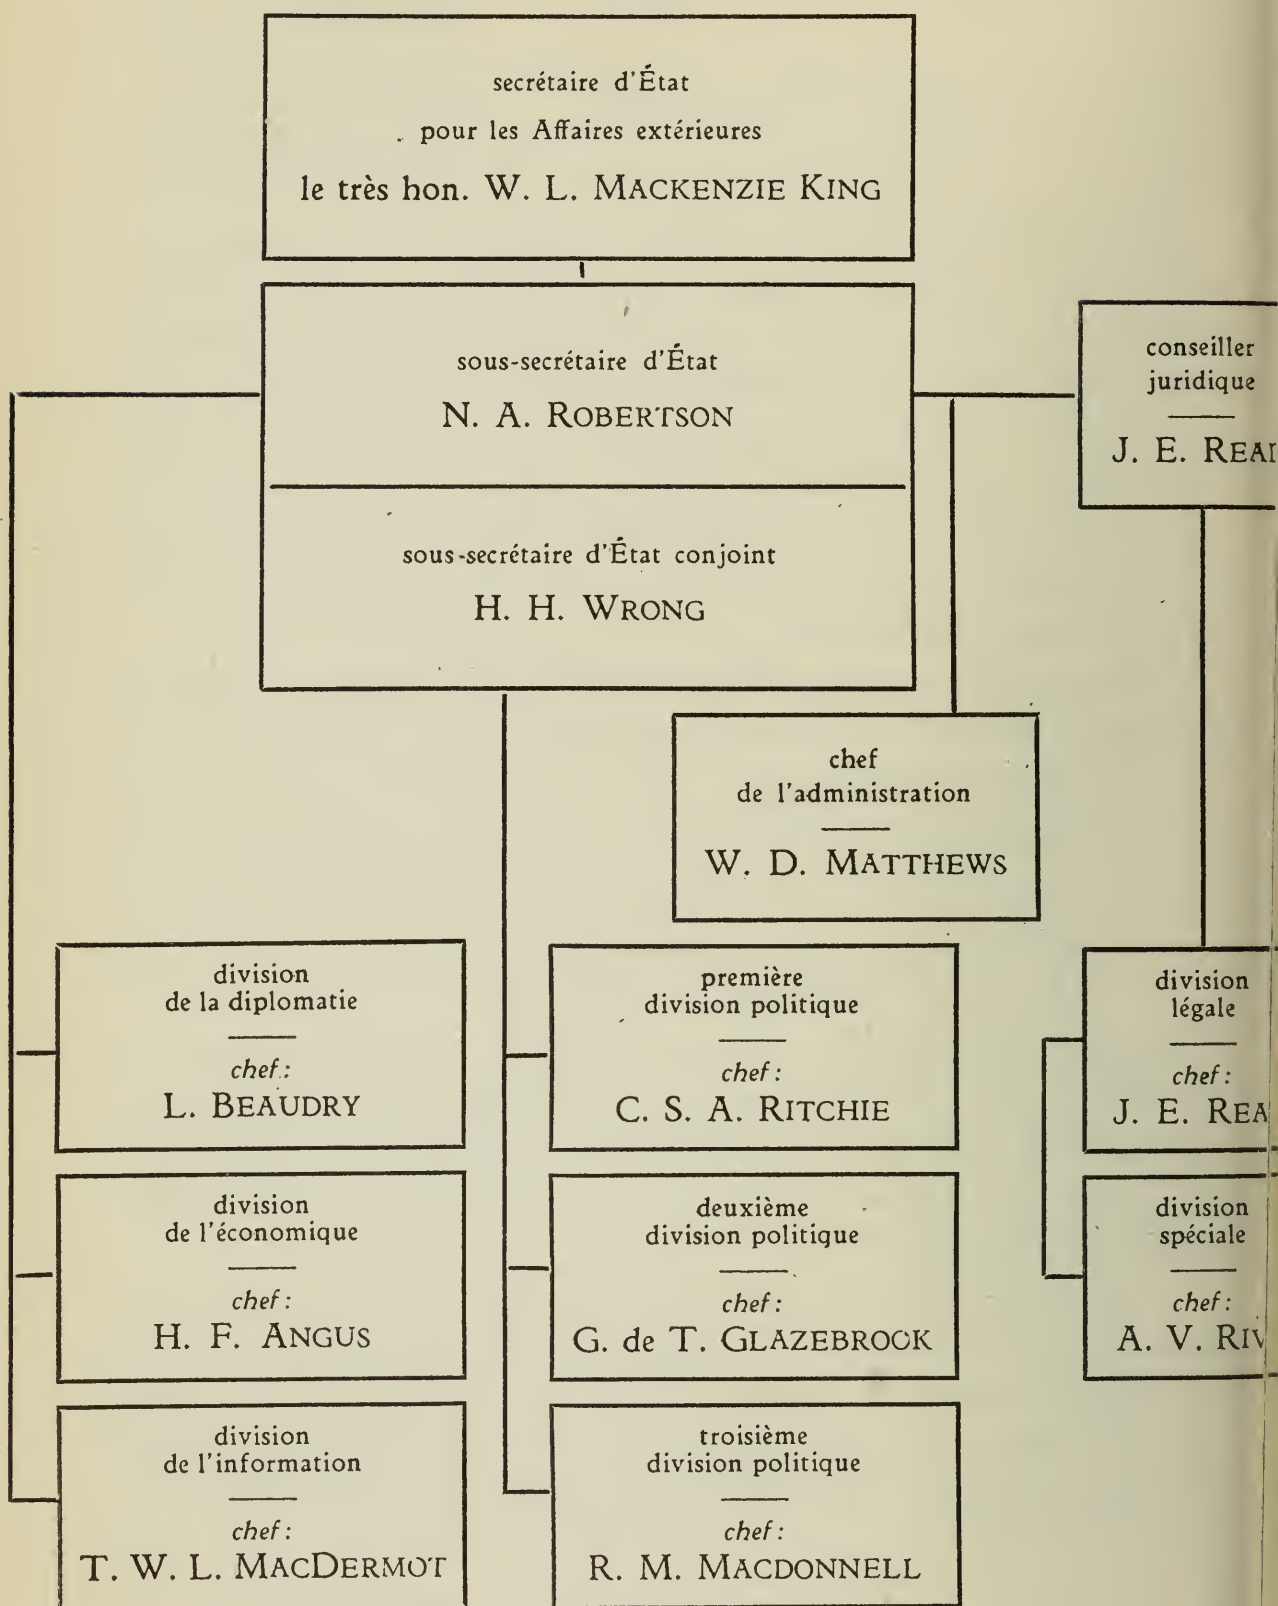 secrétaire d'État
pour les Affaires extérieures
le très hon. W. L. MACKENZIE KING
sous-secrétaire d'État
N. A. ROBERTSON
sous-secrétaire d'État conjoint
H. H. WRONG
conseiller
juridique
J. E.
chef
de l'administration
W. D. MATTHEWS
division
de la diplomatie
chef:
L. BEAUDRY
division
de l'économique
chef:
H. F. ANGUS
division
de l'information
chef:
T. W. L. MACDERMOT
première
division politique
chef:
C. S. A. RITCHIE
deuxième
division politique
chef:
G. de T. GLAZEBROOK
troisième
division politique
chef:
R. M. MACDONNELL
division
légale
chef:
J. E.
division
spéciale
chef:
A. V.